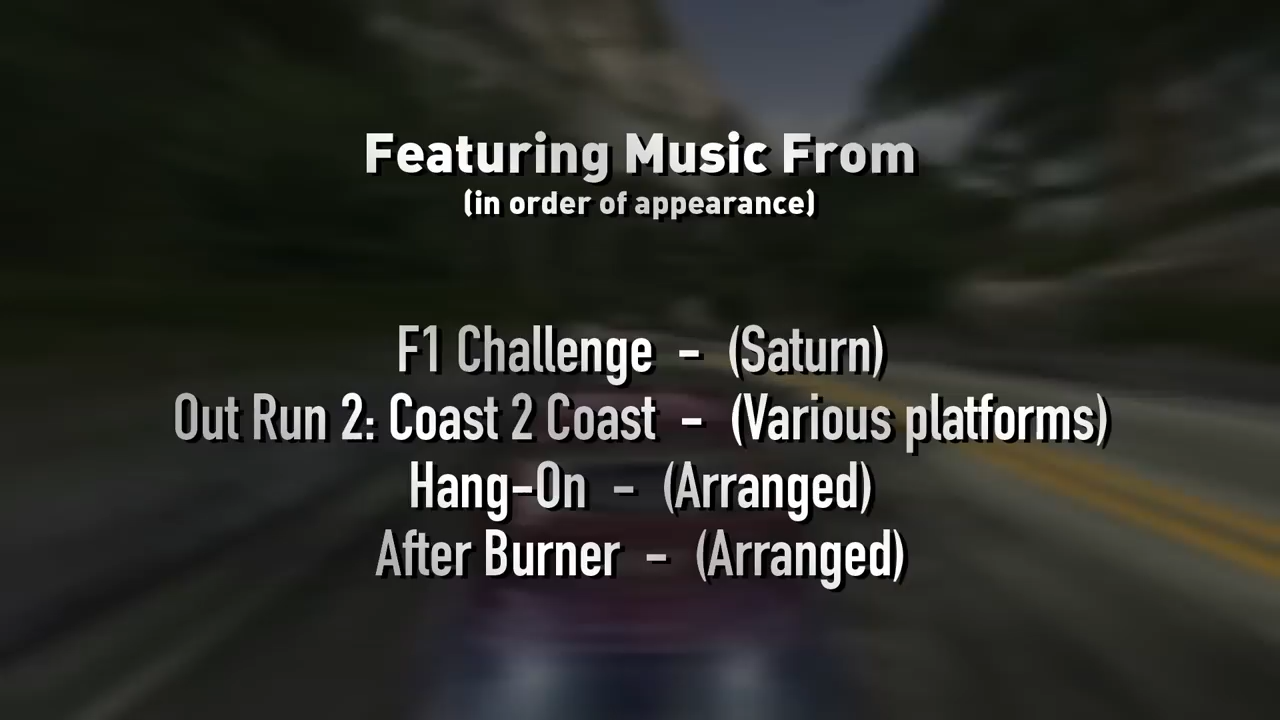 Featuring Music From
(in order of appearance)
F1 Challenge - (Saturn)
Out Run 2: Coast 2 Coast - (Various platforms)
Hang-On - (Arranged)
After Burner - (Arranged)